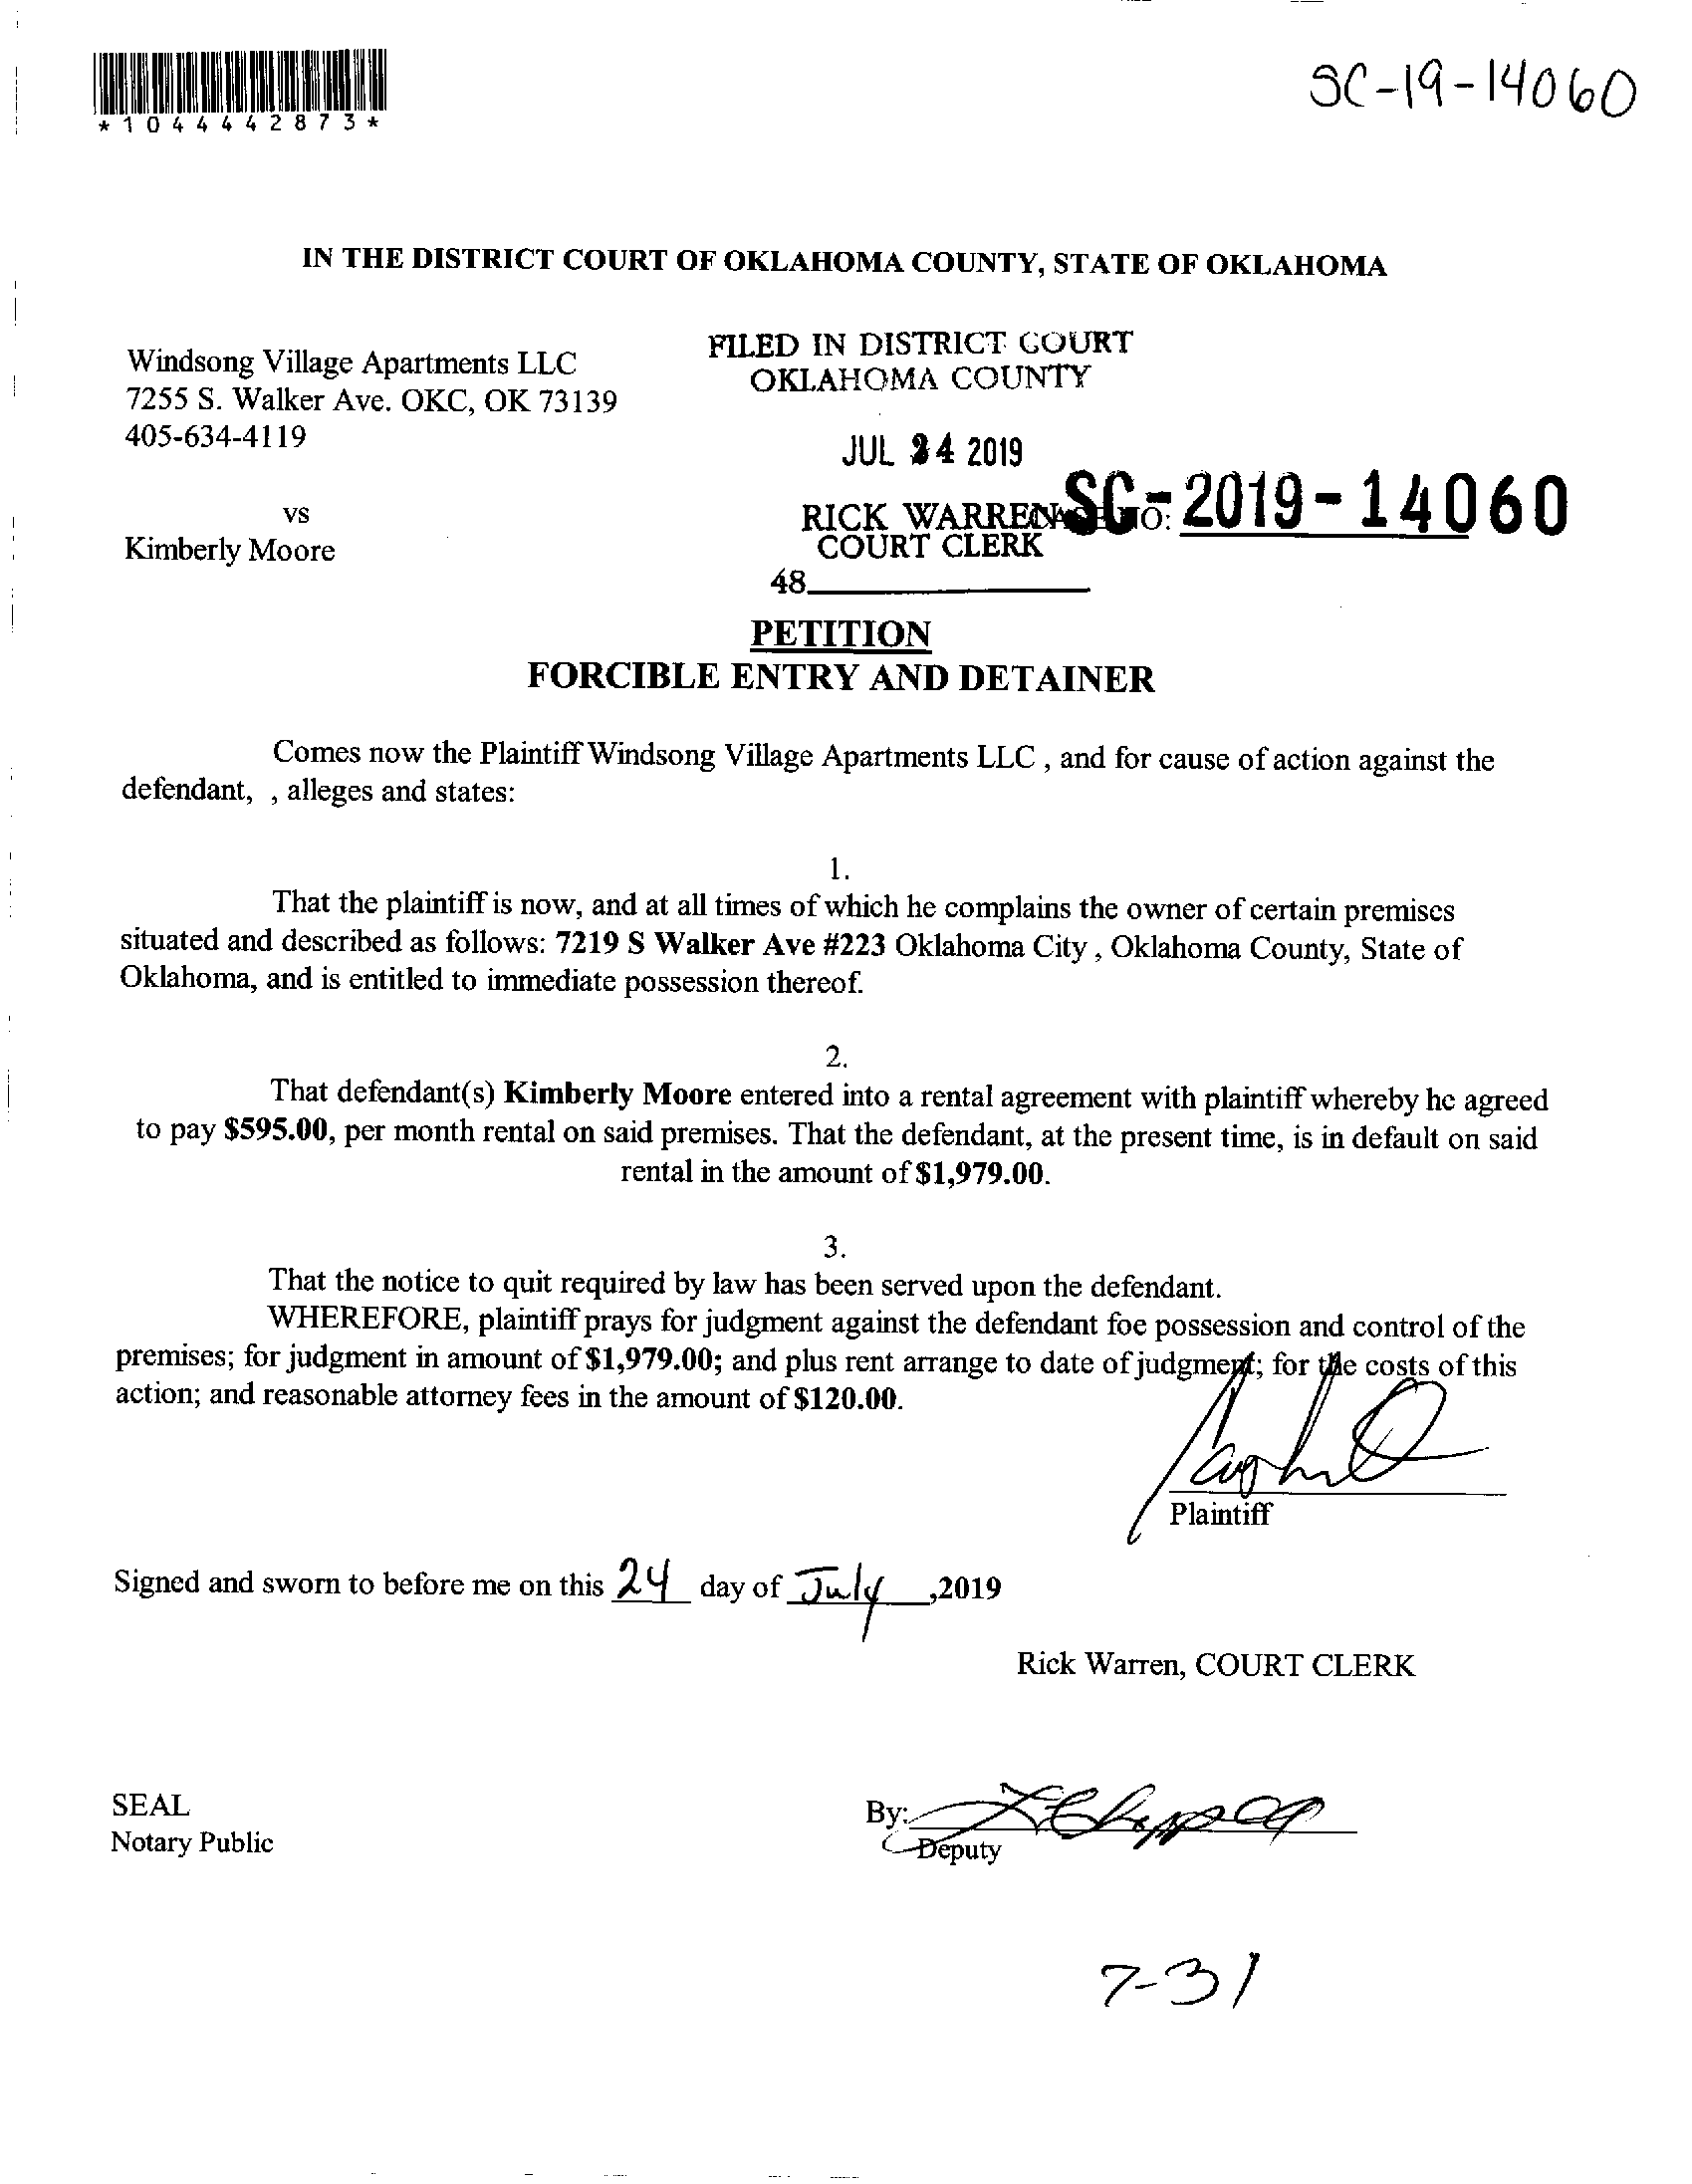 SC-19-14060
*1044442873*
IN THE DISTRICT COURT OF OKLAHOMA COUNTY, STATE OF OKLAHOMA
Windsong Village Apartments LLC
7255 S. Walker Ave. OKC, OK 73139
405-634-4119
vs
Kimberly Moore
FILED IN DISTRICT COURT
OKLAHOMA COUNTY
JUL 24 2019
RICK WARREN
COURT CLERK
NO: SC-2019-14060
48
PETITION
FORCIBLE ENTRY AND DETAINER
Comes now the Plaintiff Windsong Village Apartments LLC , and for cause of action against the
defendant, , alleges and states:
1.
That the plaintiff is now, and at all times of which he complains the owner of certain premises
situated and described as follows: 7219 S Walker Ave #223 Oklahoma City , Oklahoma County, State of
Oklahoma, and is entitled to immediate possession thereof.
2.
That defendant(s) Kimberly Moore entered into a rental agreement with plaintiff whereby he agreed
to pay $595.00, per month rental on said premises. That the defendant, at the present time, is in default on said
rental in the amount of $1,979.00.
3.
That the notice to quit required by law has been served upon the defendant.
WHEREFORE, plaintiff prays for judgment against the defendant foe possession and control of the
premises; for judgment in amount of $1,979.00; and plus rent arrange to date of judgment; for the costs of this
action; and reasonable attorney fees in the amount of $120.00.
Plaintiff
Signed and sworn to before me on this 24 day of July ,2019
Rick Warren, COURT CLERK
SEAL
Notary Public
By:
Deputy
7-31